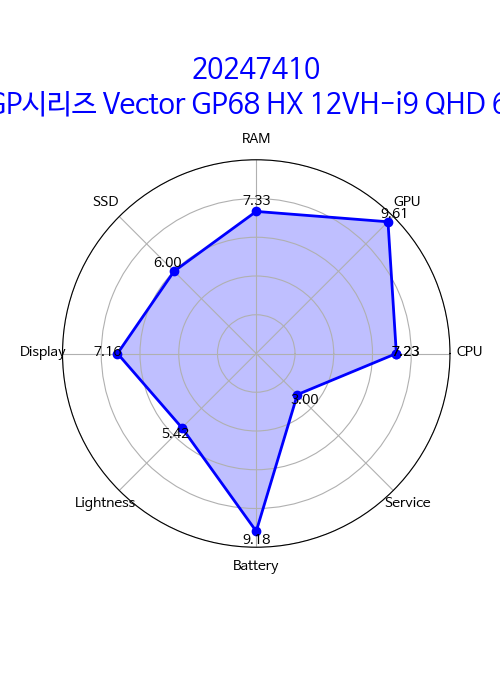 20247410
GP시리즈 Vector GP68 HX 12VH-i9 QHD 6
RAM
7.33
SSD
GPU
9.61
6.00
Display
7.16
7.23
CPU
5.42
3.00
Lightness
Service
9.18
Battery